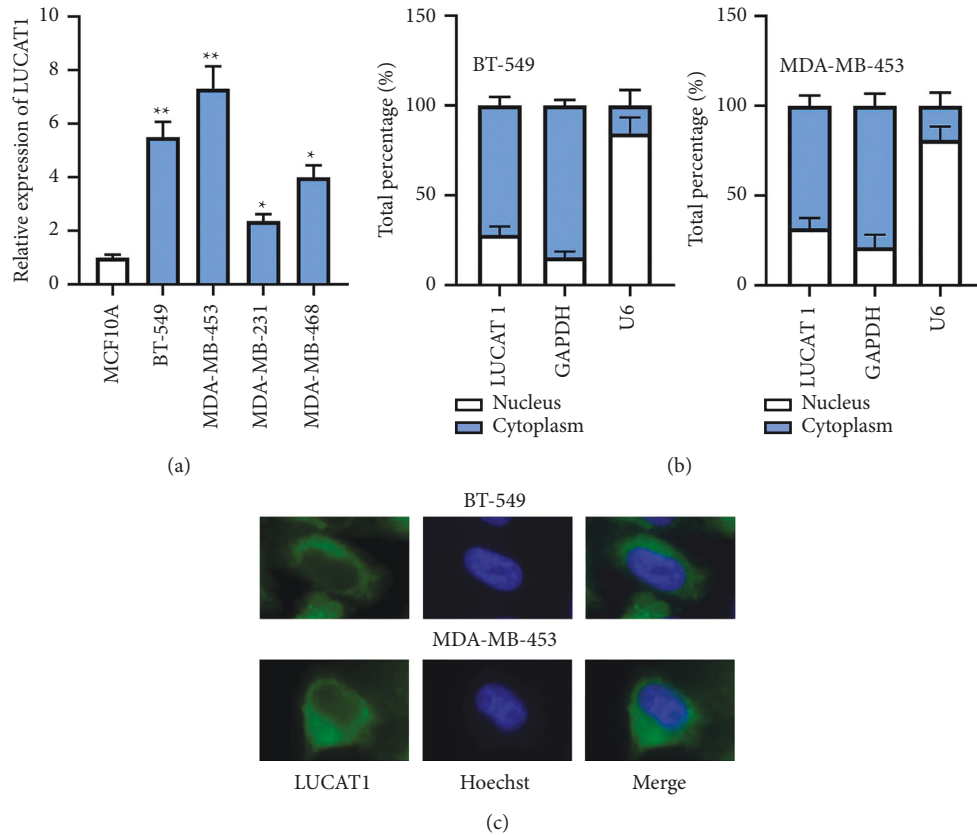 Relative expression of LUCAT1
10
8
6
4
2
0
**
**
*
*
MCF10A
BT-549
MDA-MB-453
MDA-MB-231
MDA-MB-468
(a)
Total percentage (%)
150
100
50
0
BT-549
LUCAT 1
GAPDH
U6
Nucleus
Cytoplasm
Total percentage (%)
150
100
50
0
MDA-MB-453
LUCAT 1
GAPDH
U6
Nucleus
Cytoplasm
(b)
BT-549
MDA-MB-453
LUCAT1 Hoechst Merge
(c)